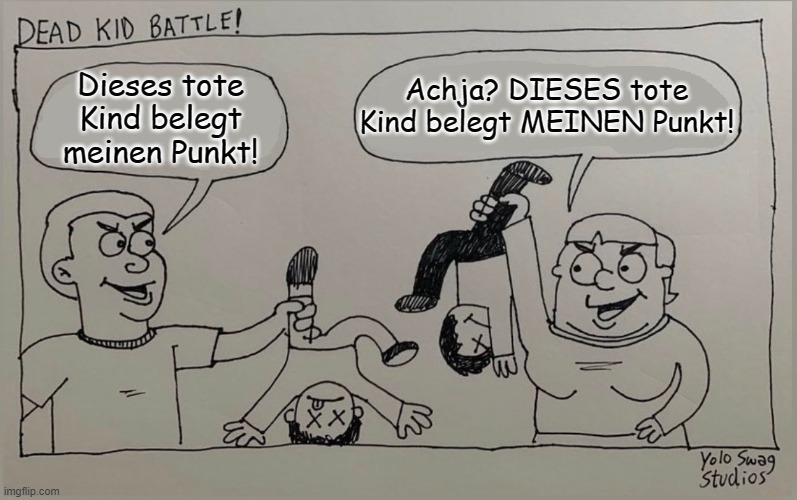 DEAD KID BATTLE!
Dieses tote
Kind belegt
meinen Punkt!
Achja? DIESES tote
Kind belegt MEINEN Punkt!
Yolo Swag
Studios
imgflip.com